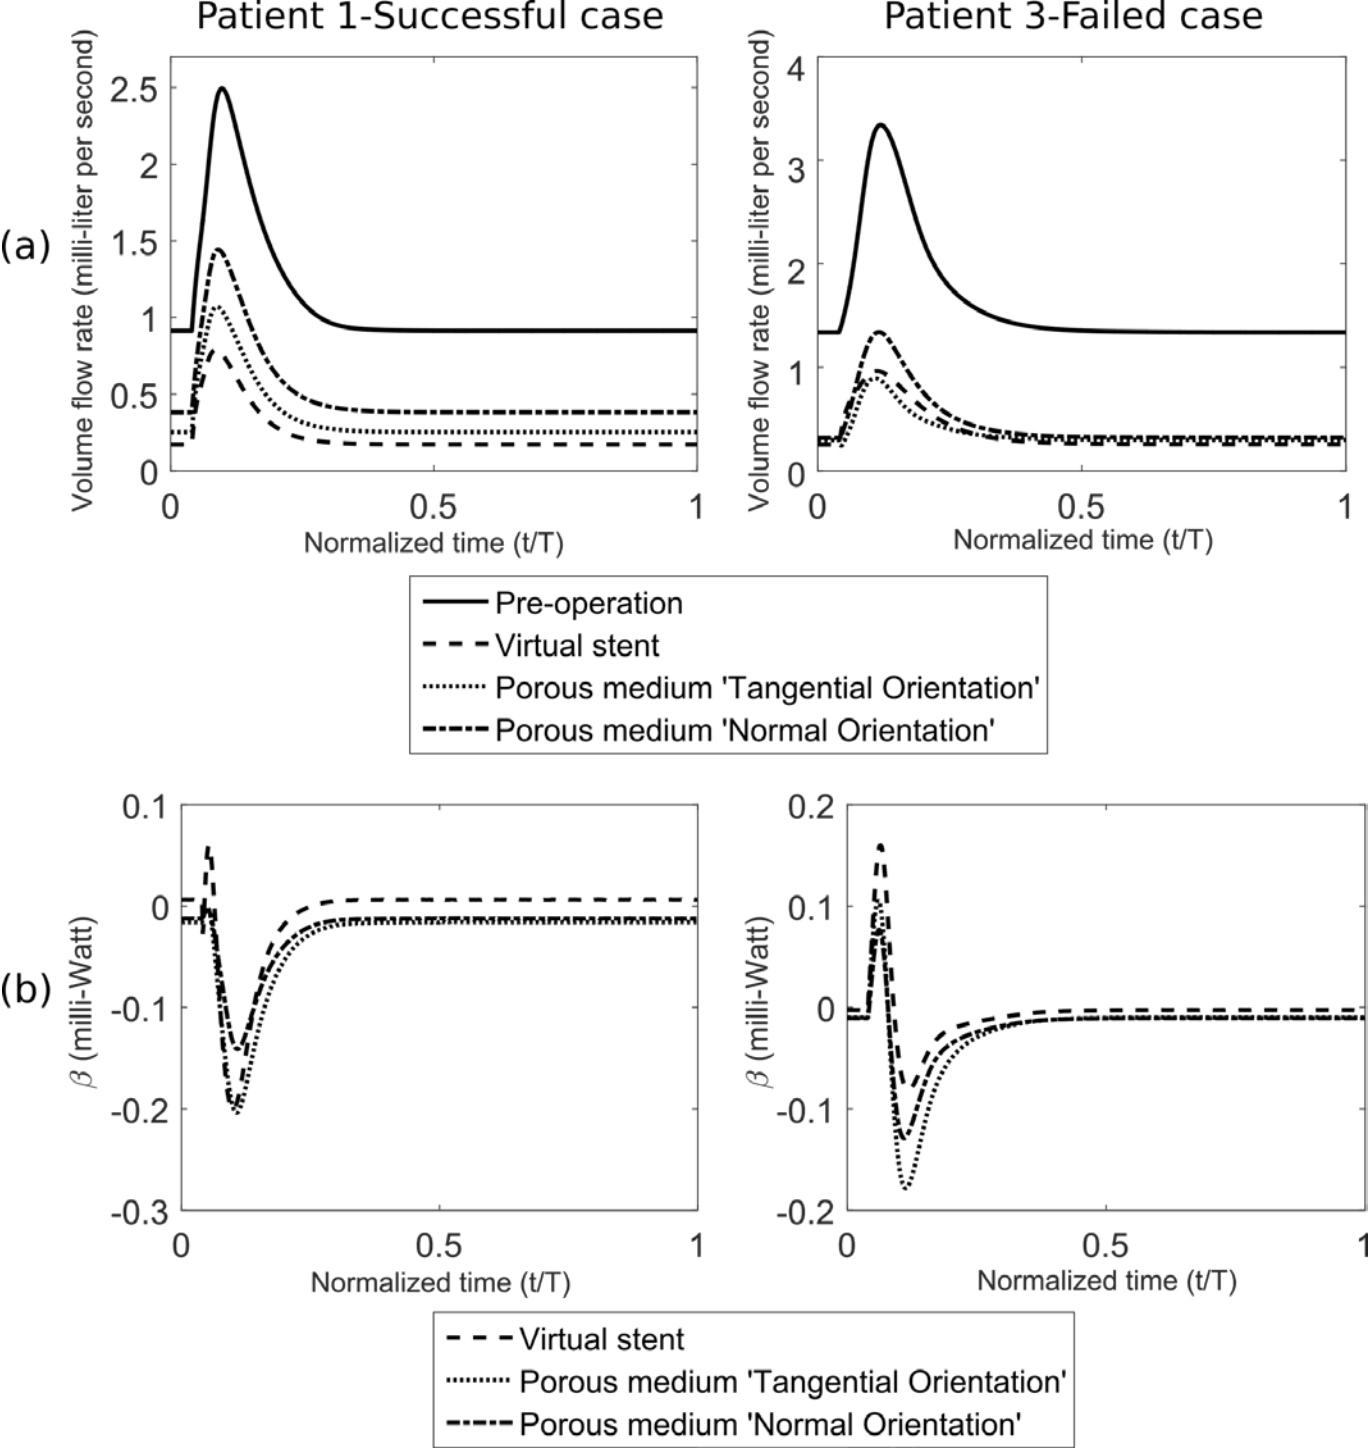 Patient 1-Successful case
Patient 3-Failed case
(a)
Volume flow rate (milli-liter per second)
2.5
2
1.5
1
0.5
0
0
0.5
1
Normalized time (t/T)
Volume flow rate (milli-liter per second)
4
3
2
1
0
0
0.5
1
Normalized time (t/T)
Pre-operation
Virtual stent
Porous medium 'Tangential Orientation'
Porous medium 'Normal Orientation'
(b)
β (milli-Watt)
0.1
0
-0.1
-0.2
-0.3
0
0.5
1
Normalized time (t/T)
β (milli-Watt)
0.2
0.1
0
-0.1
-0.2
0
0.5
1
Normalized time (t/T)
Virtual stent
Porous medium 'Tangential Orientation'
Porous medium 'Normal Orientation'